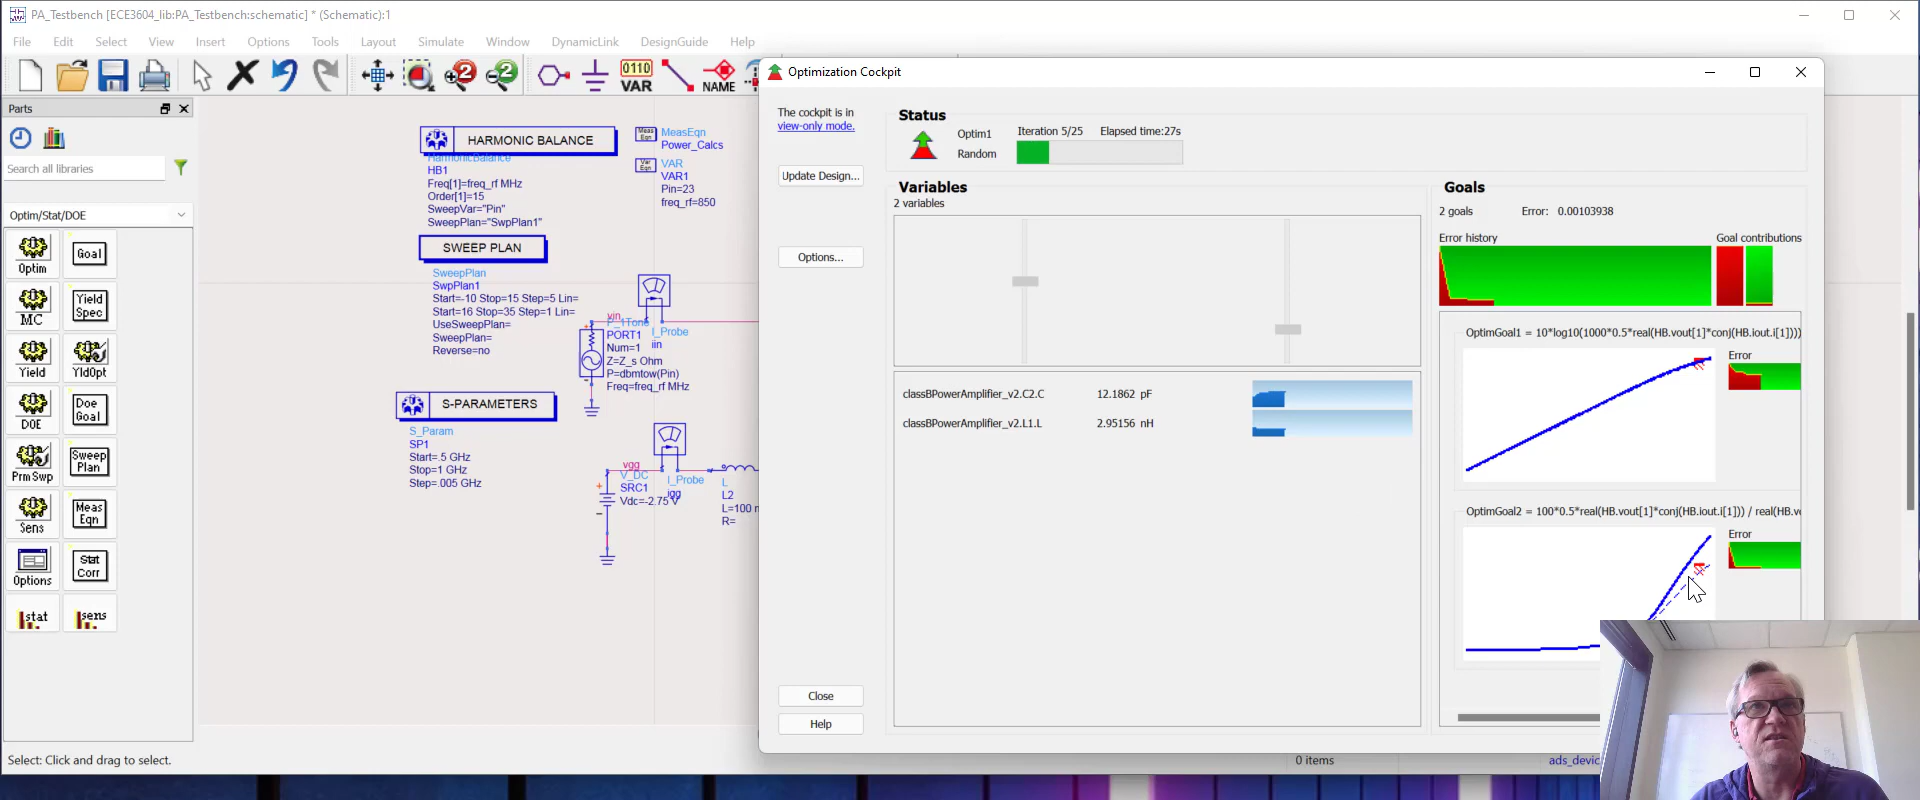 PA_Testbench [ECE3604_lib:PA_Testbench:schematic] * (Schematic):1
File Edit Select View Insert Options Tools Layout Simulate Window DynamicLink DesignGuide Help
2 2 0110 VAR NAME
Parts
Search all libraries
Optim/Stat/DOE
Optim Goal
MC Yield Spec
Yield YldOpt
DOE Doe Goal
PrmSwp Sweep Plan
Sens Meas Eqn
Options Stat Corr
stat sens
Select: Click and drag to select.
HARMONIC BALANCE
HarmonicBalance
HB1
Freq[1]=freq_rf MHz
Order[1]=15
SweepVar="Pin"
SweepPlan="SwpPlan1"
Meas Eqn MeasEqn
Power_Calcs
Var Eqn VAR
VAR1
Pin=23
freq_rf=850
SWEEP PLAN
SweepPlan
SwpPlan1
Start=-10 Stop=15 Step=5 Lin=
Start=16 Stop=35 Step=1 Lin=
UseSweepPlan=
SweepPlan=
Reverse=no
vin
P_1Tone
PORT1
Num=1
Z=Z_s Ohm
P=dbmtow(Pin)
Freq=freq_rf MHz
I_Probe
iin
S-PARAMETERS
S_Param
SP1
Start=.5 GHz
Stop=1 GHz
Step=.005 GHz
vgg
V_DC
SRC1
Vdc=-2.75 V
I_Probe
igg
L
L2
L=100 n
R=
Optimization Cockpit
The cockpit is in
view-only mode.
Update Design...
Options...
Close
Help
Status
Optim1 Iteration 5/25 Elapsed time:27s
Random
Variables
2 variables
classBPowerAmplifier_v2.C2.C 12.1862 pF
classBPowerAmplifier_v2.L1.L 2.95156 nH
Goals
2 goals Error: 0.00103938
Error history Goal contributions
OptimGoal1 = 10*log10(1000*0.5*real(HB.vout[1]*conj(HB.iout.i[1])))
Error
OptimGoal2 = 100*0.5*real(HB.vout[1]*conj(HB.iout.i[1])) / real(HB.v
Error
0 items
ads_devic